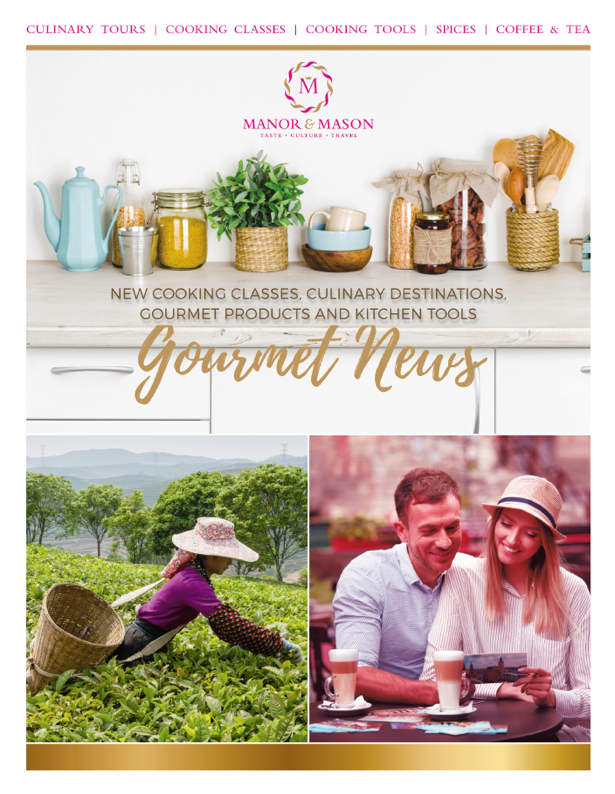 CULINARY TOURS | COOKING CLASSES | COOKING TOOLS | SPICES | COFFEE & TEA
M
MANOR & MASON
TASTE • CULTURE • TRAVEL
NEW COOKING CLASSES, CULINARY DESTINATIONS,
GOURMET PRODUCTS AND KITCHEN TOOLS
Gourmet News